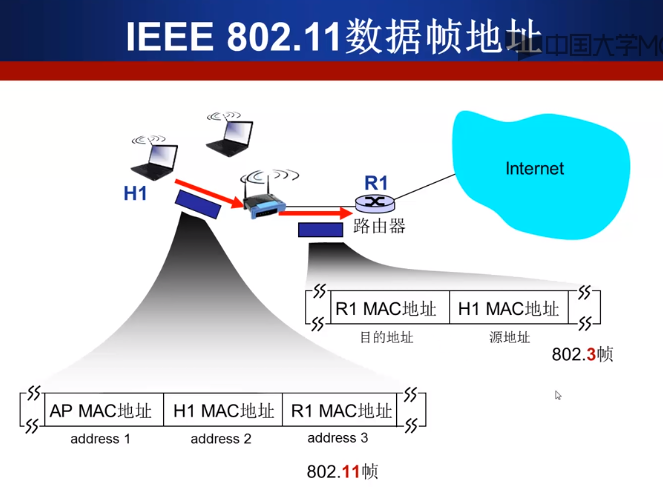 IEEE 802.11数据帧地址
中国大学M
H1
R1
路由器
Internet
R1 MAC地址
H1 MAC地址
目的地址
源地址
802.3帧
AP MAC地址
H1 MAC地址
R1 MAC地址
address 1
address 2
address 3
802.11帧